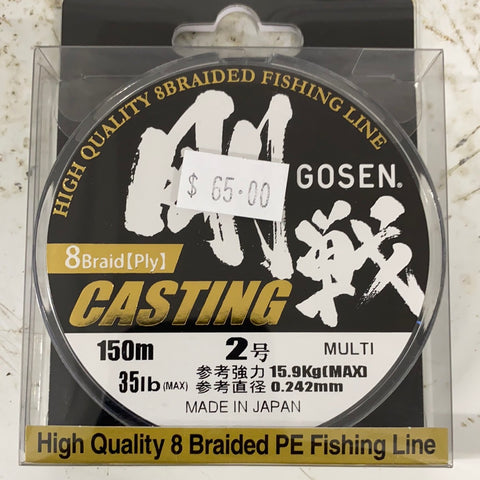 HIGH QUALITY 8BRAIDED FISHING LINE
剛戦
GOSEN®
$ 65.00
8Braid【Ply】
CASTING
150m 2号 MULTI
35lb (MAX) 参考強力 15.9Kg(MAX)
参考直径 0.242mm
MADE IN JAPAN
High Quality 8 Braided PE Fishing Line